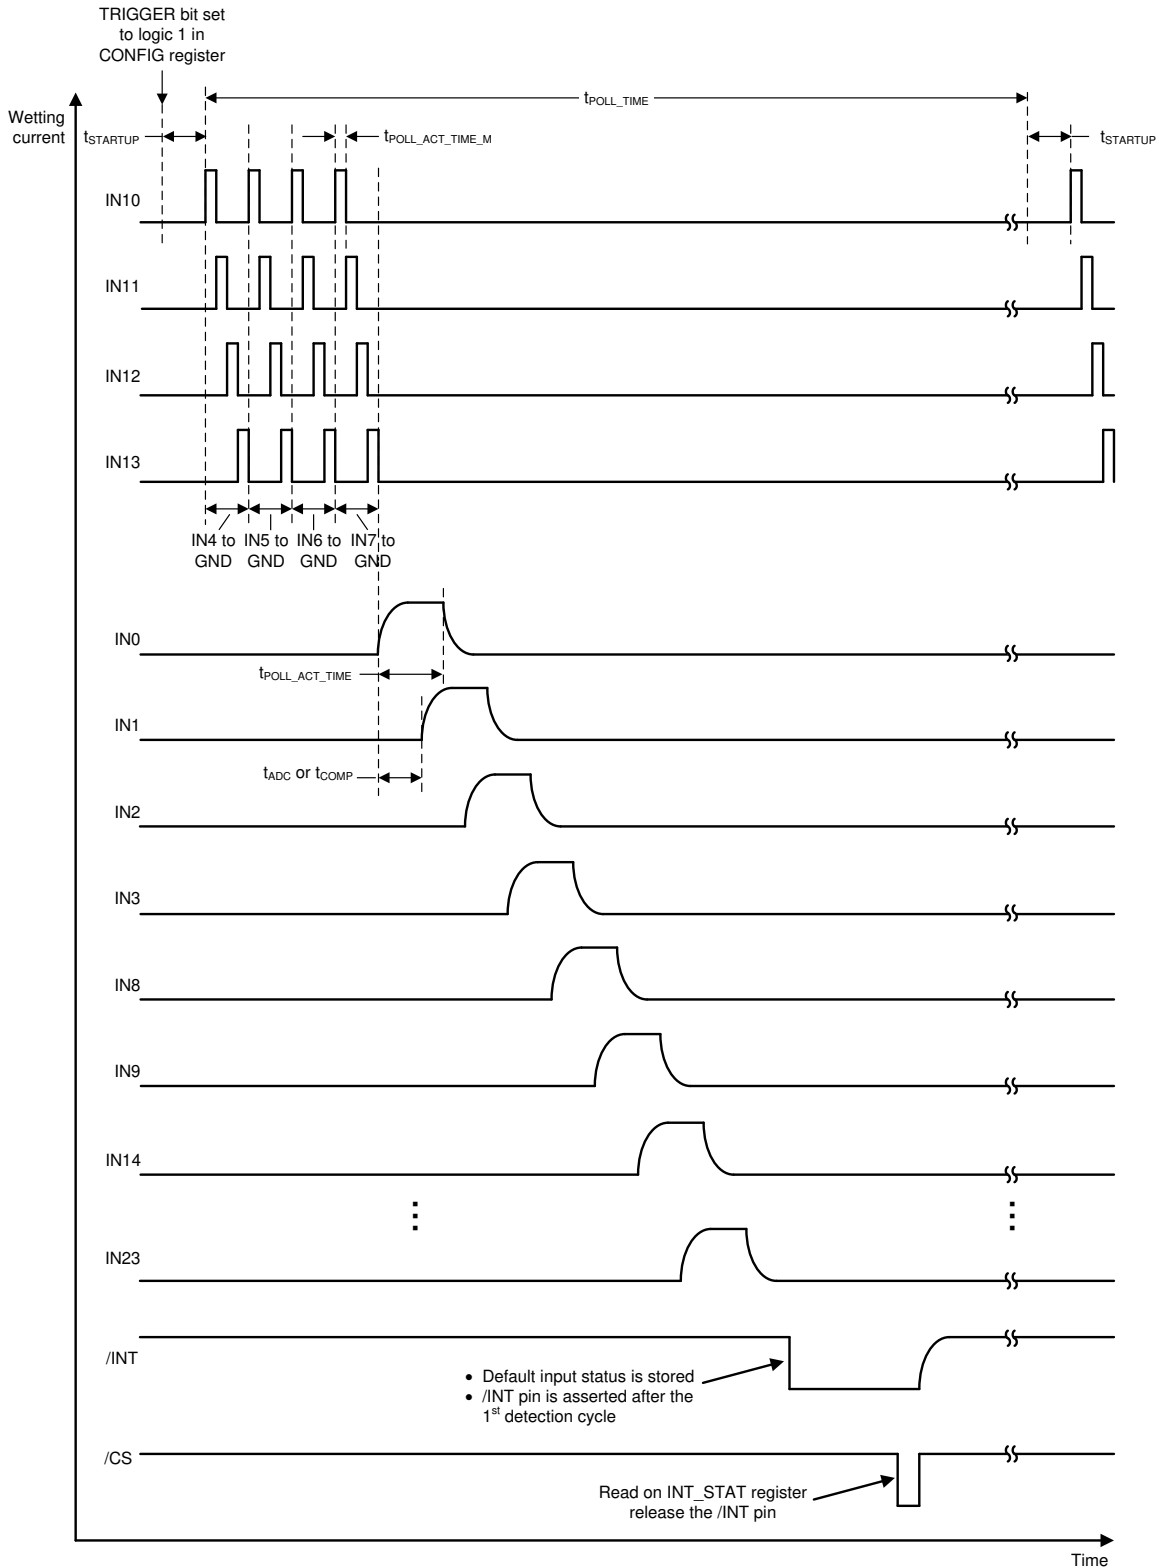 TRIGGER bit set
to logic 1 in
CONFIG register
Wetting
current
tSTARTUP
tPOLL_TIME
tPOLL_ACT_TIME_M
tSTARTUP
IN10
IN11
IN12
IN13
IN4 to
GND
IN5 to
GND
IN6 to
GND
IN7 to
GND
IN0
tPOLL_ACT_TIME
IN1
tADC or tCOMP
IN2
IN3
IN8
IN9
IN14
IN23
/INT
• Default input status is stored
• /INT pin is asserted after the
1st detection cycle
/CS
Read on INT_STAT register
release the /INT pin
Time